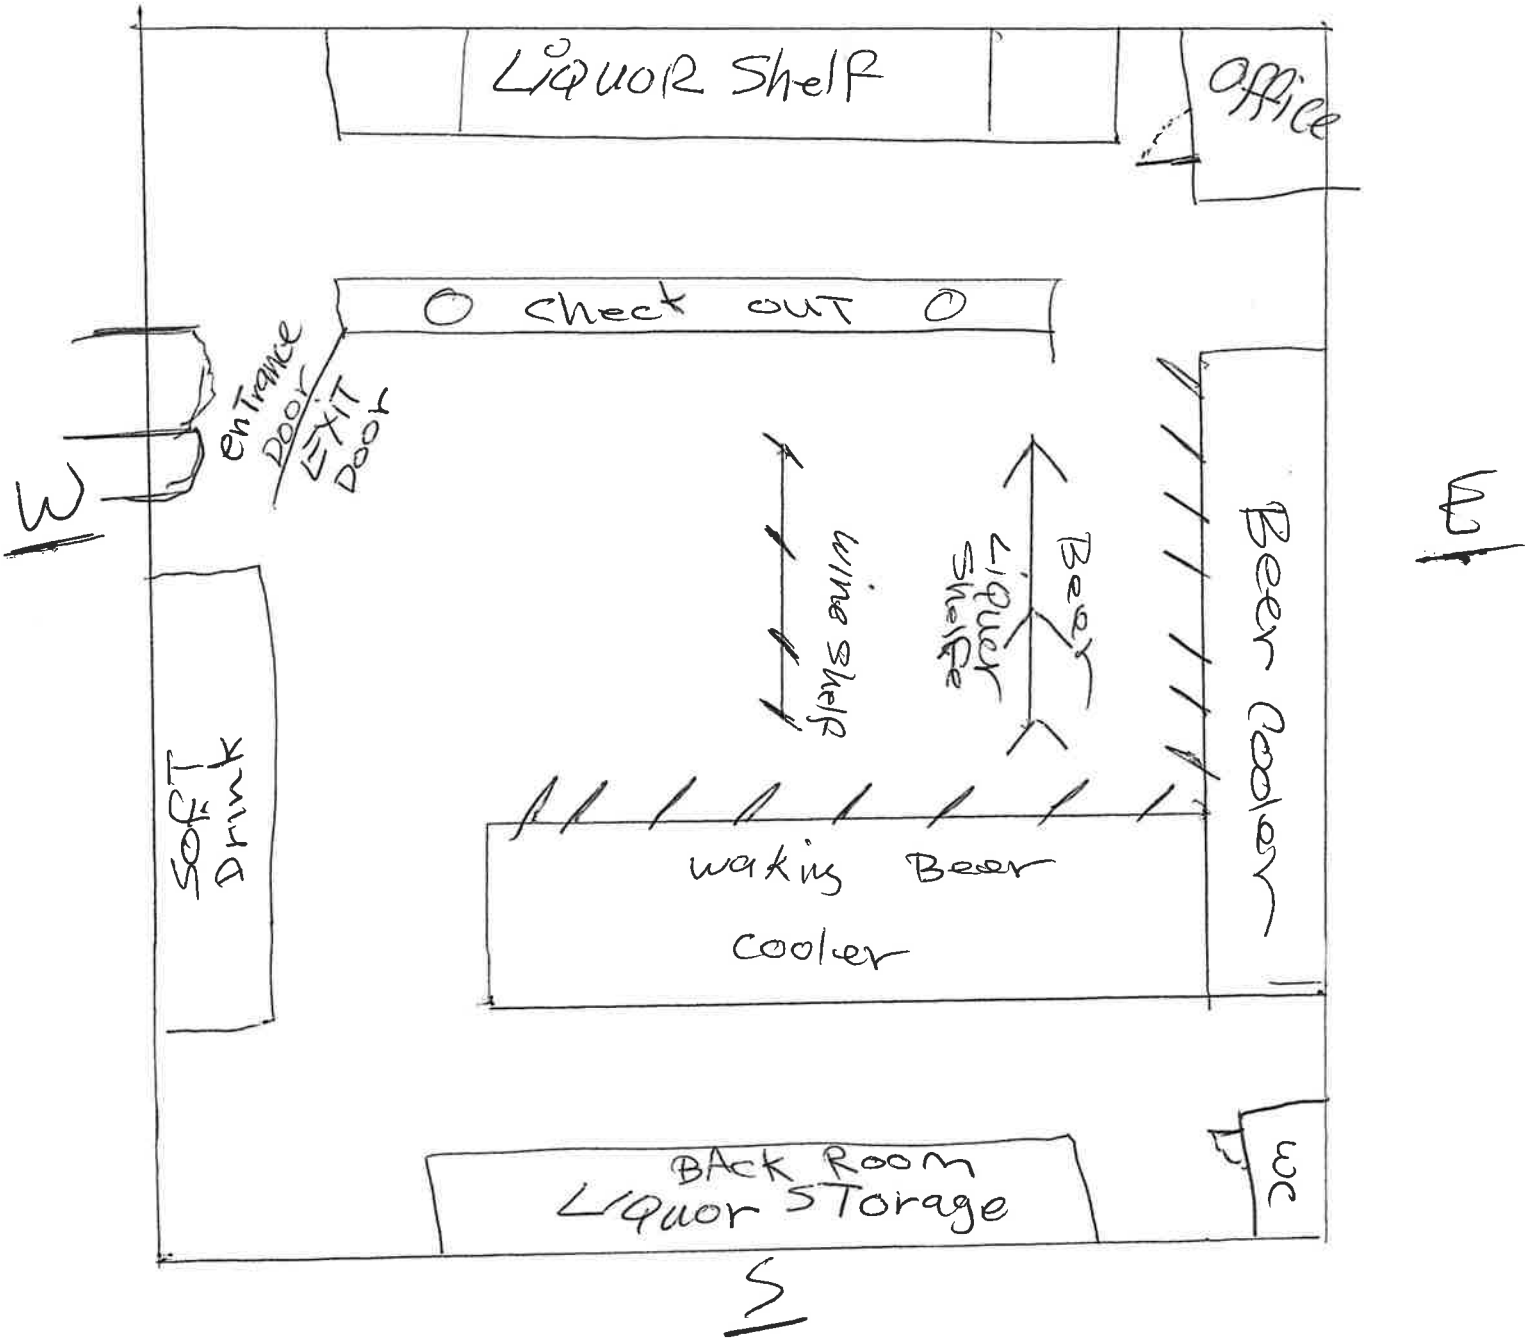 LiQUOR Shelf
Office
Check OUT
enTrance
DOOr
EXiT
DOOr
W
E
Wine Shelf
LiQuer
Shelfe
Beer
Beer Cooler
SofT
Drink
Waking Beer
Cooler
BAck Room
LiQuor STorage
WC
S